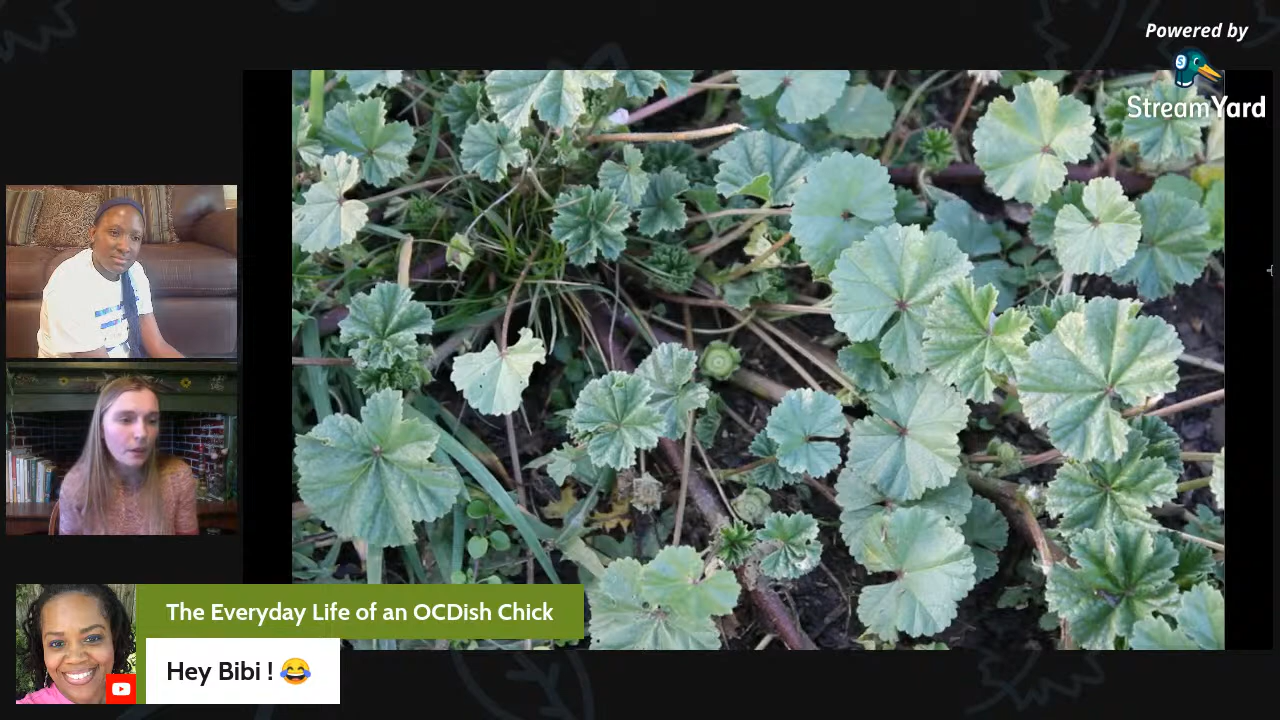 Powered by
StreamYard
The Everyday Life of an OCDish Chick
Hey Bibi ! 😂